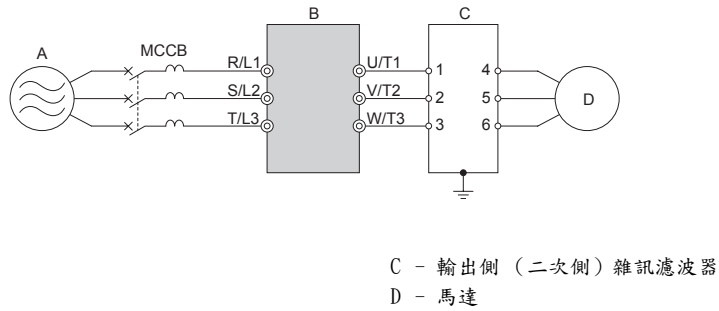 B
C
A
MCCB
R/L1
U/T1
1
4
S/L2
V/T2
2
5
D
T/L3
W/T3
3
6
C - 輸出側（二次側）雜訊濾波器
D - 馬達